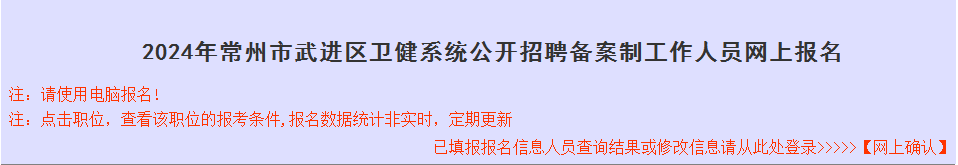 2024年常州市武进区卫健系统公开招聘备案制工作人员网上报名
注：请使用电脑报名！
注：点击职位，查看该职位的报考条件,报名数据统计非实时，定期更新
已填报报名信息人员查询结果或修改信息请从此处登录>>>>>【网上确认】